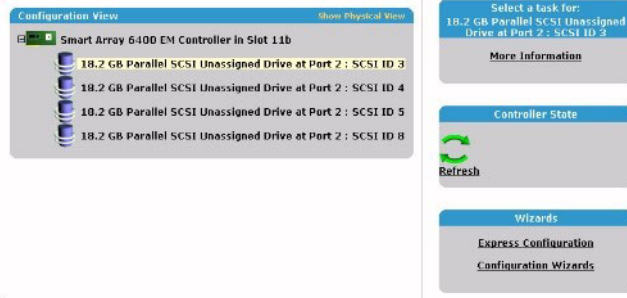 Configuration View
Show Physical View
Smart Array 6400 EM Controller in Slot 11b
18.2 GB Parallel SCSI Unassigned Drive at Port 2 : SCSI ID 3
18.2 GB Parallel SCSI Unassigned Drive at Port 2 : SCSI ID 4
18.2 GB Parallel SCSI Unassigned Drive at Port 2 : SCSI ID 5
18.2 GB Parallel SCSI Unassigned Drive at Port 2 : SCSI ID 8
Select a task for:
18.2 GB Parallel SCSI Unassigned
Drive at Port 2 : SCSI ID 3
More Information
Controller State
Refresh
Wizards
Express Configuration
Configuration Wizards